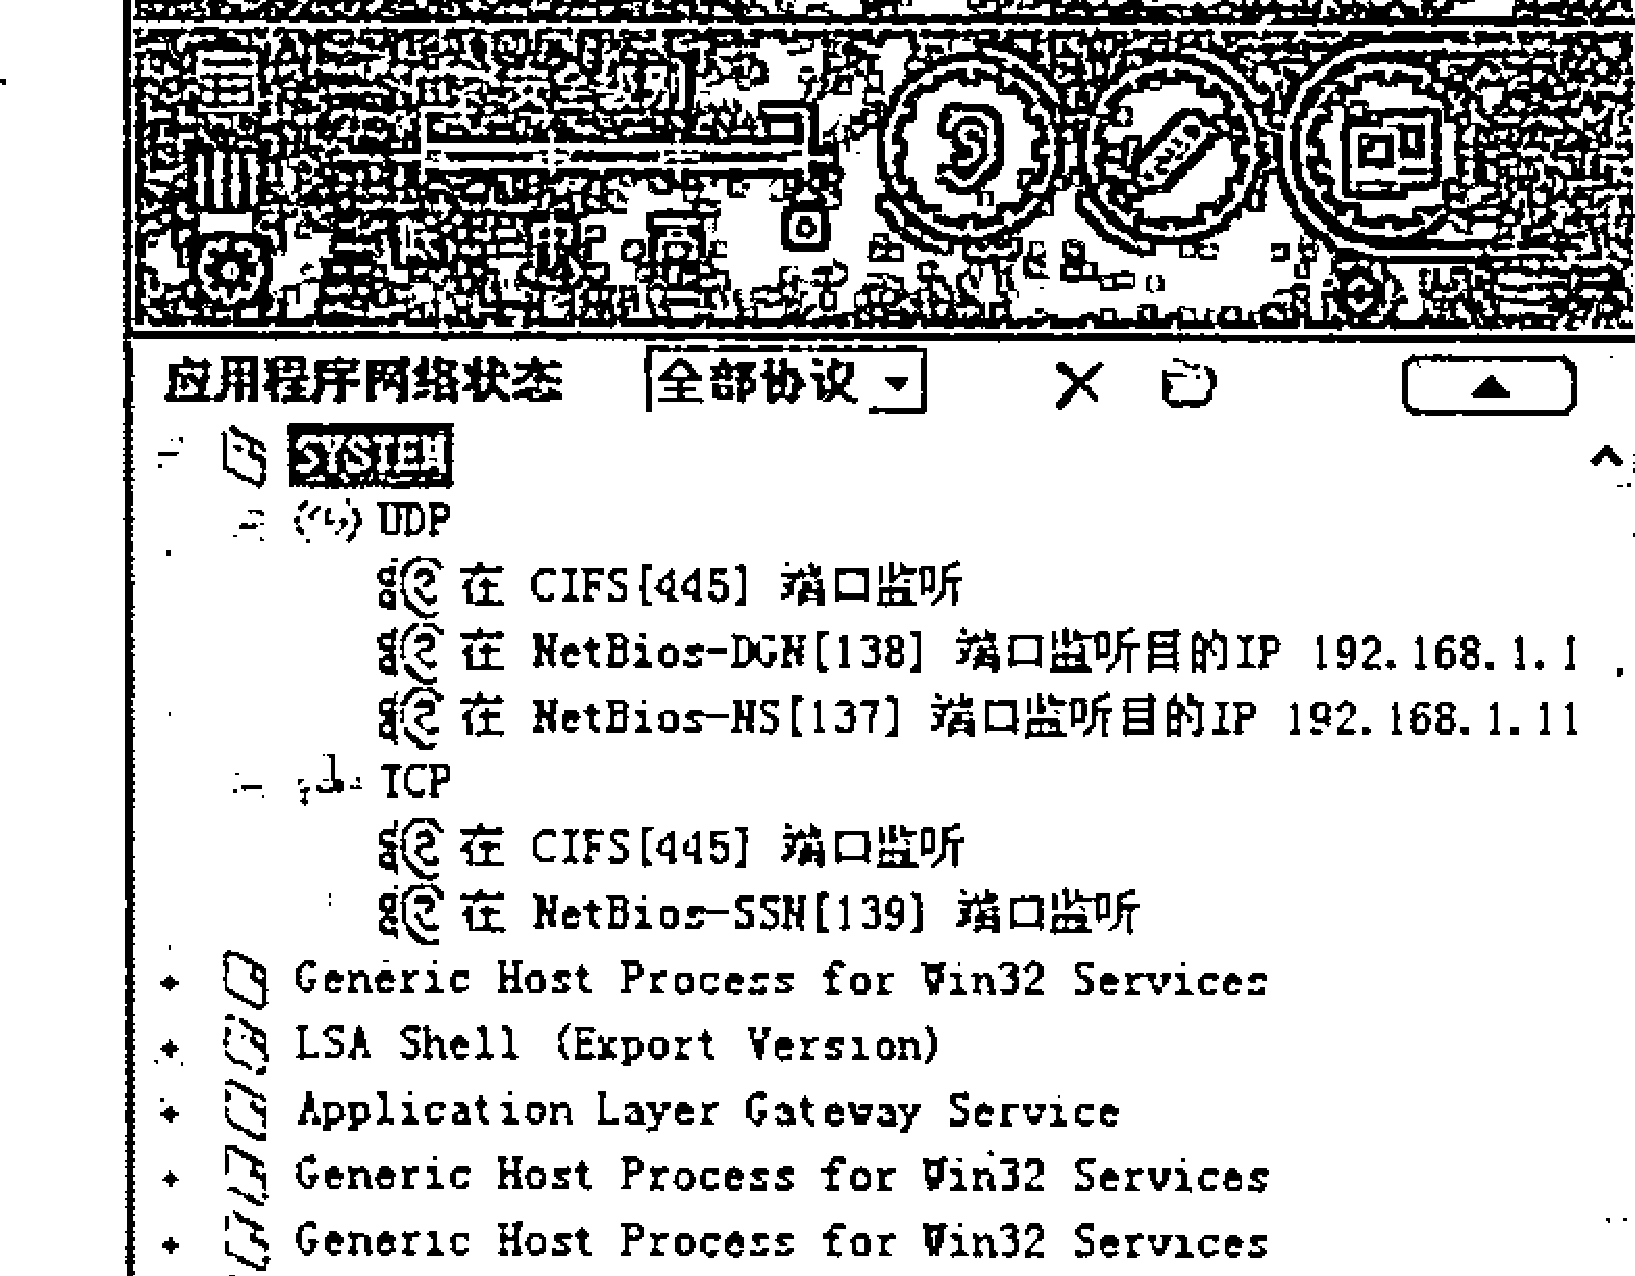 应用程序网络状态 全部协议
SYSTEM
UDP
在 CIFS[445] 端口监听
在 NetBios-DGN[138] 端口监听目的IP 192.168.1.1
在 NetBios-NS[137] 端口监听目的IP 192.168.1.11
TCP
在 CIFS[445] 端口监听
在 NetBios-SSN[139] 端口监听
Generic Host Process for Win32 Services
LSA Shell (Export Version)
Application Layer Gateway Service
Generic Host Process for Win32 Services
Generic Host Process for Win32 Services